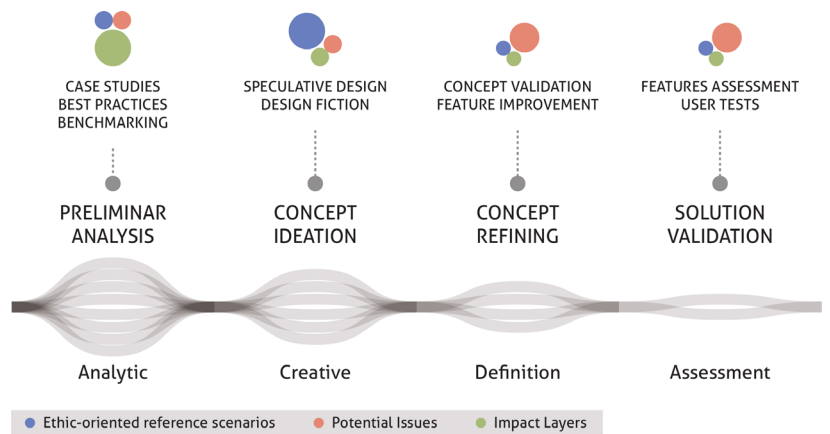 CASE STUDIES
BEST PRACTICES
BENCHMARKING
SPECULATIVE DESIGN
DESIGN FICTION
CONCEPT VALIDATION
FEATURE IMPROVEMENT
FEATURES ASSESSMENT
USER TESTS
PRELIMINAR
ANALYSIS
CONCEPT
IDEATION
CONCEPT
REFINING
SOLUTION
VALIDATION
Analytic
Creative
Definition
Assessment
Ethic-oriented reference scenarios
Potential Issues
Impact Layers